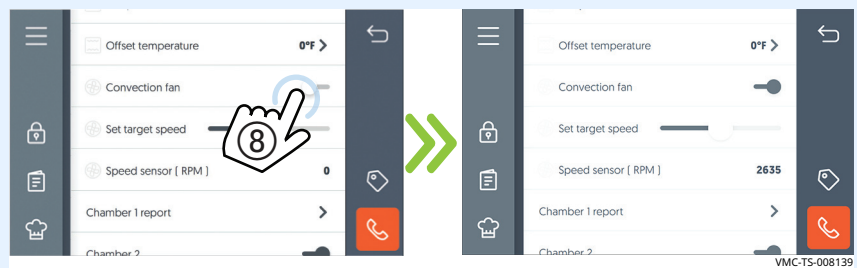 Offset temperature 0°F
Convection fan
Set target speed
8
Speed sensor ( RPM ) 0
Chamber 1 report
Chamber 2
Offset temperature 0°F
Convection fan
Set target speed
Speed sensor ( RPM ) 2635
Chamber 1 report
Chamber 2
VMC-TS-008139